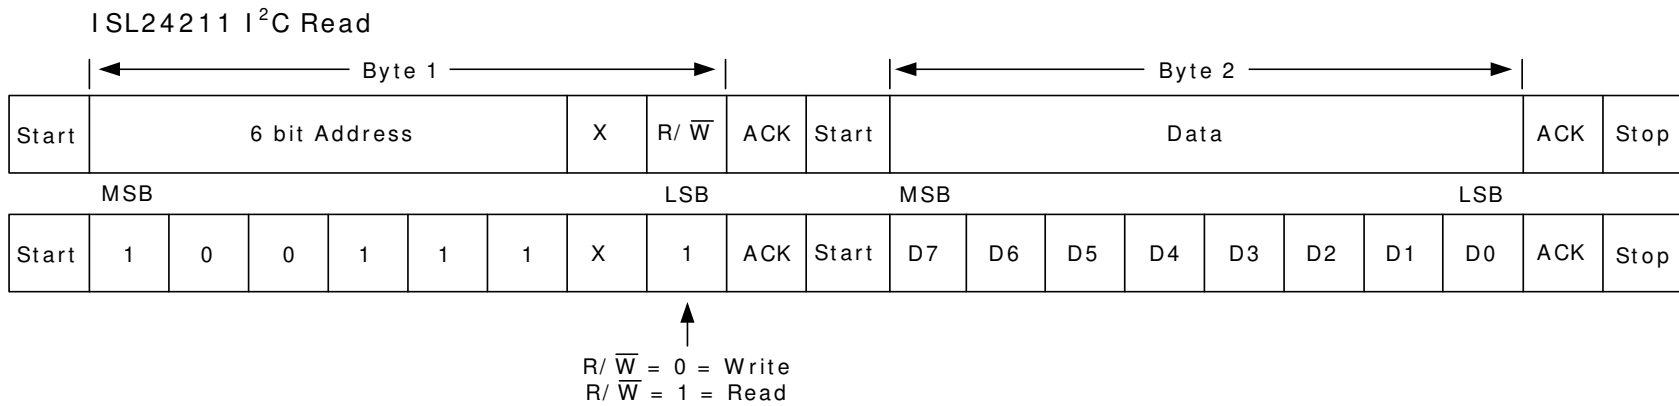 ISL24211 I²C Read
Byte 1 Byte 2
Start 6 bit Address X R/W̅ ACK Start Data ACK Stop
MSB LSB MSB LSB
Start 1 0 0 1 1 1 X 1 ACK Start D7 D6 D5 D4 D3 D2 D1 D0 ACK Stop
R/W̅ = 0 = Write
R/W̅ = 1 = Read